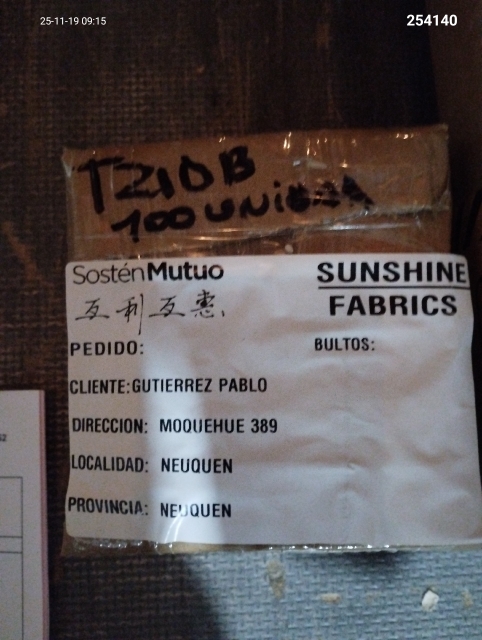 25-11-19 09:15
254140
TZ10B
100 UNIDAD
SosténMutuo
互利互惠.
SUNSHINE
FABRICS
PEDIDO:
BULTOS:
CLIENTE:GUTIERREZ PABLO
DIRECCION: MOQUEHUE 389
LOCALIDAD: NEUQUEN
PROVINCIA: NEUQUEN